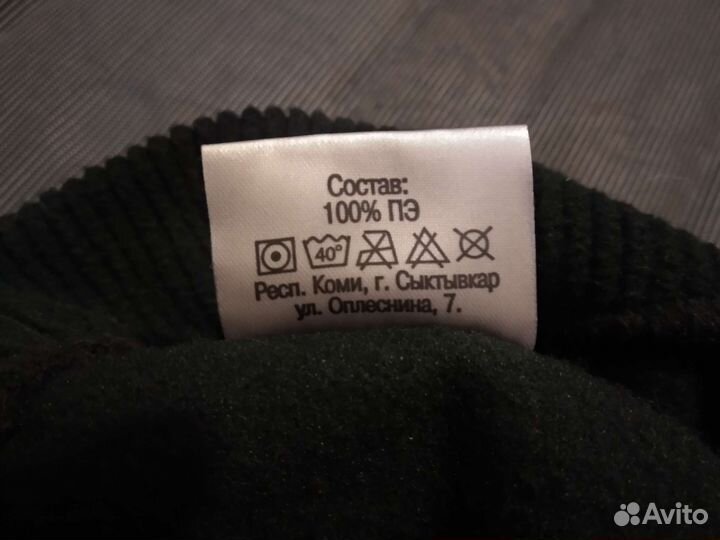 Состав:
100% ПЭ
40°
Респ. Коми, г. Сыктывкар
ул. Оплеснина, 7.
Avito